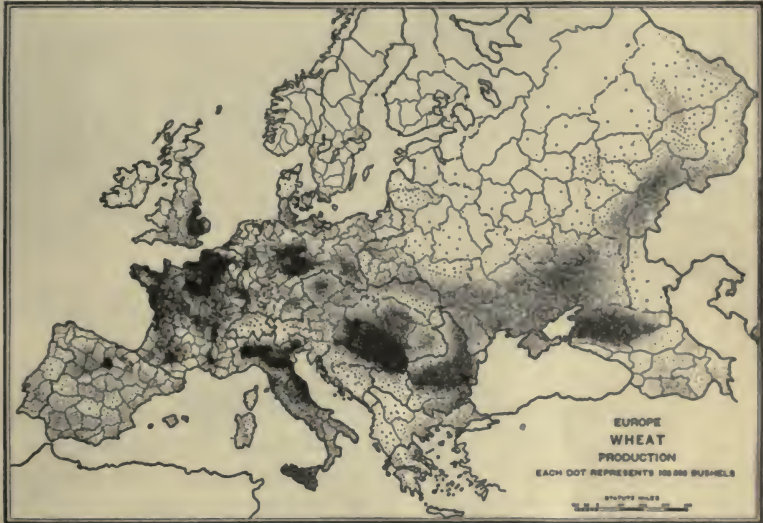 EUROPE
WHEAT
PRODUCTION
EACH DOT REPRESENTS 100 000 BUSHELS
STATUTE MILES